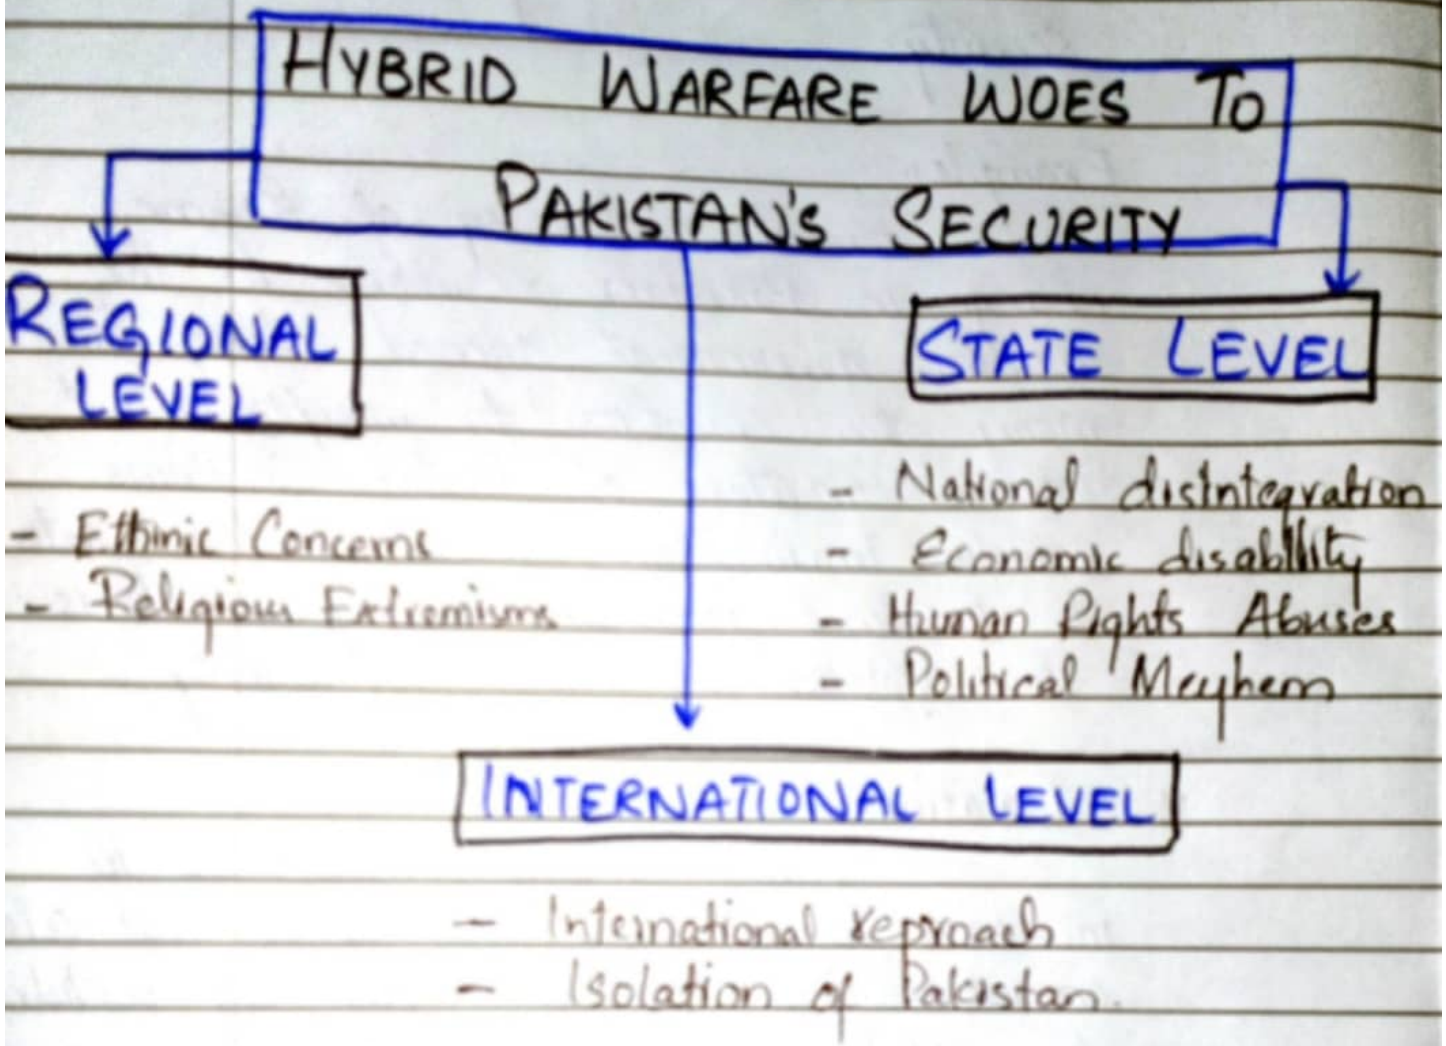 HYBRID WARFARE WOES TO
PAKISTAN'S SECURITY
REGIONAL
LEVEL
- Ethinic Concerns
- Religious Extremisms
STATE LEVEL
- National disintegration
- Economic disability
- Human Rights Abuses
- Political Meyhem
INTERNATIONAL LEVEL
- International reproach
- Isolation of Pakistan.